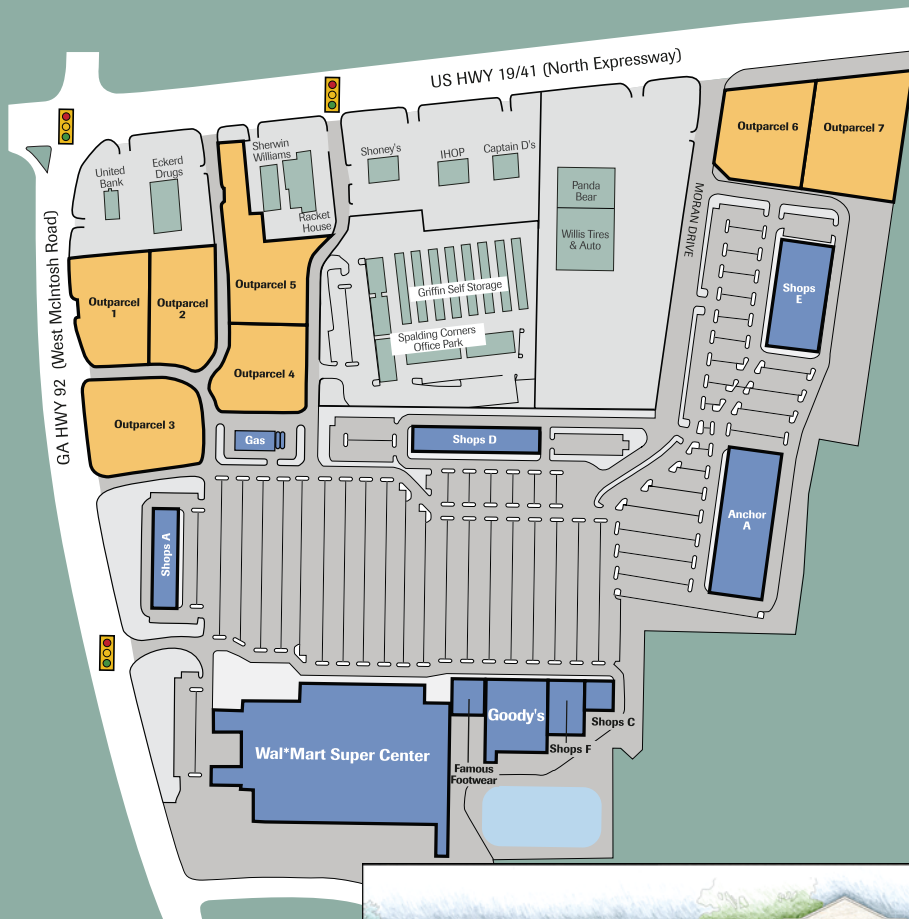 US HWY 19/41 (North Expressway)
Outparcel 6
Outparcel 7
Sherwin
Williams
Shoney's
IHOP
Captain D's
United
Bank
Eckerd
Drugs
Racket
House
Panda
Bear
Willis Tires
& Auto
MORAN DRIVE
GA HWY 92 (West McIntosh Road)
Outparcel
1
Outparcel
2
Outparcel 5
Griffin Self Storage
Shops
E
Spalding Corners
Office Park
Outparcel 4
Outparcel 3
Gas
Shops D
Anchor
A
Shops A
Goody's
Shops C
Wal*Mart Super Center
Shops F
Famous
Footwear